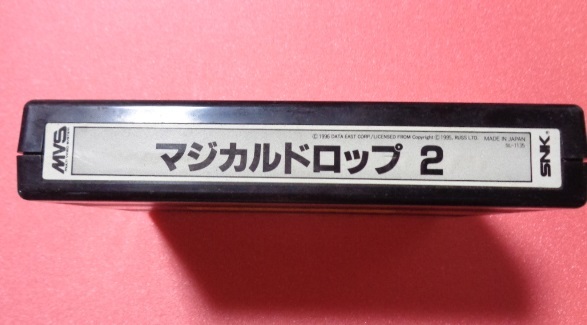 MVS
© 1996 DATA EAST CORP./LICENSED FROM Copyright © 1995, RUSS LTD. MADE IN JAPAN
マジカルドロップ 2
SNK